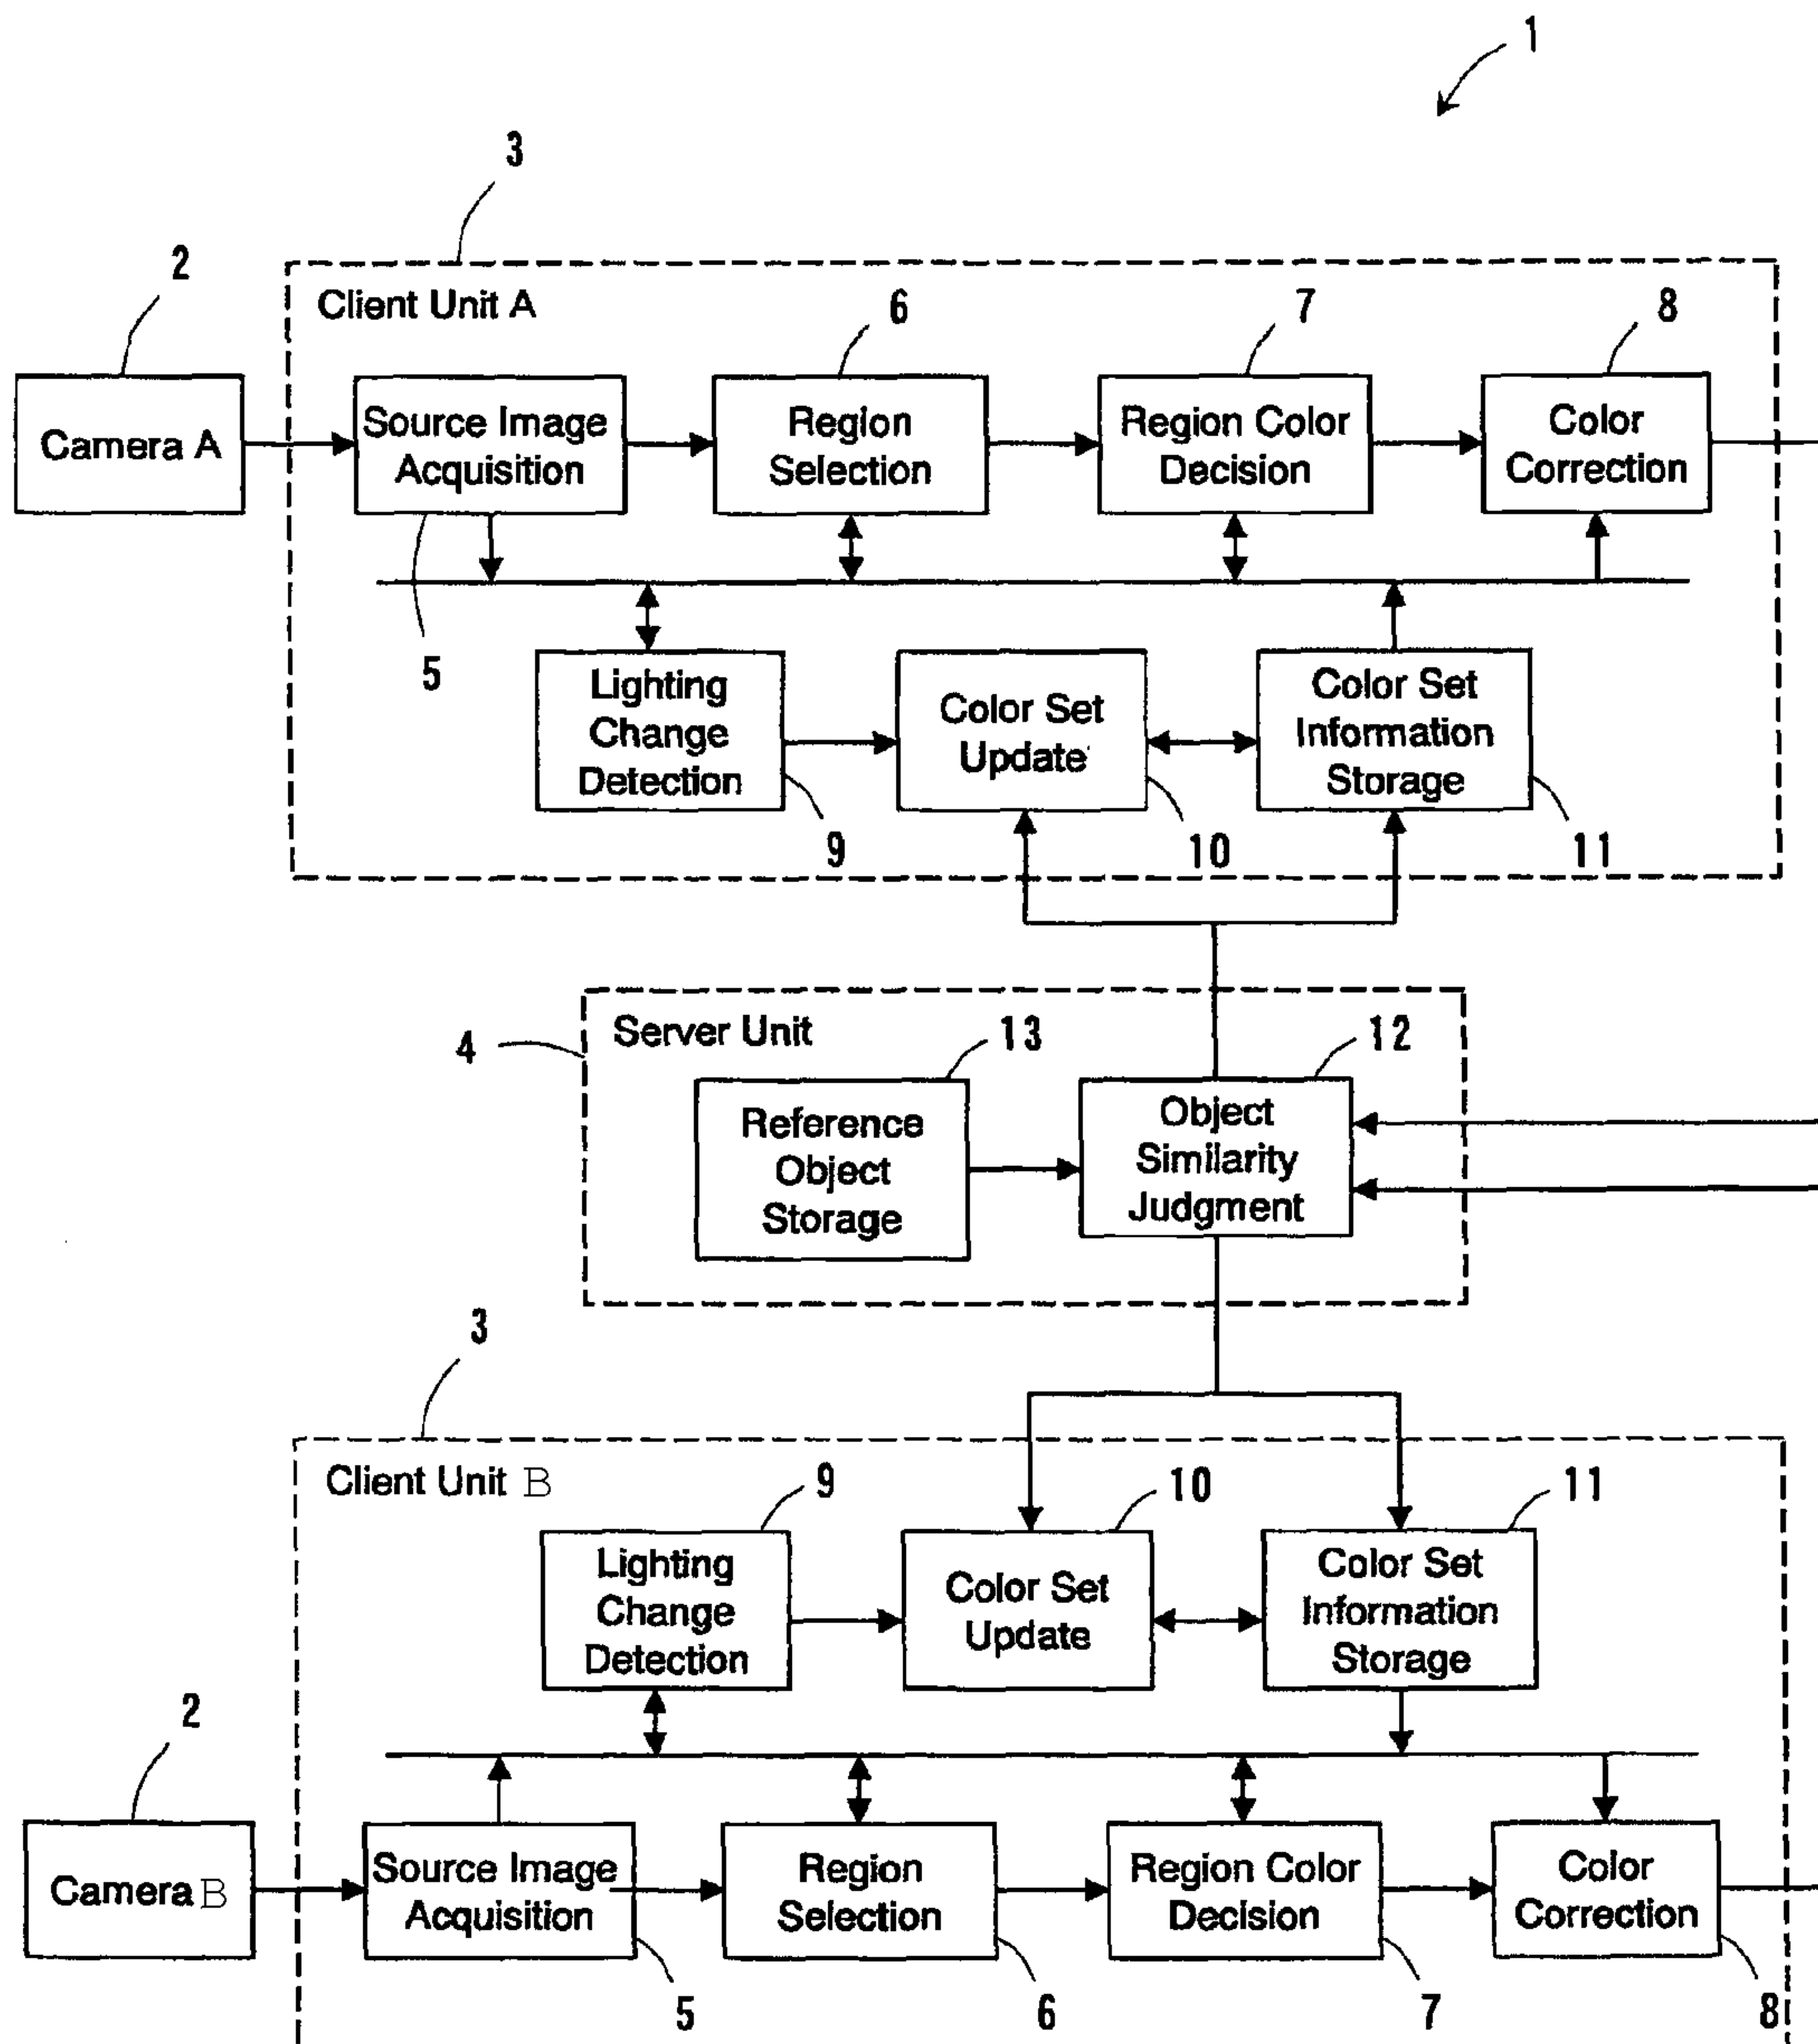 1
3
2
Client Unit A
6
7
8
Camera A
Source Image
Acquisition
Region
Selection
Region Color
Decision
Color
Correction
5
Lighting
Change
Detection
Color Set
Update
Color Set
Information
Storage
9
10
11
4
Server Unit
13
12
Reference
Object
Storage
Object
Similarity
Judgment
3
Client Unit B
9
10
11
Lighting
Change
Detection
Color Set
Update
Color Set
Information
Storage
2
Camera B
Source Image
Acquisition
Region
Selection
Region Color
Decision
Color
Correction
5
6
7
8